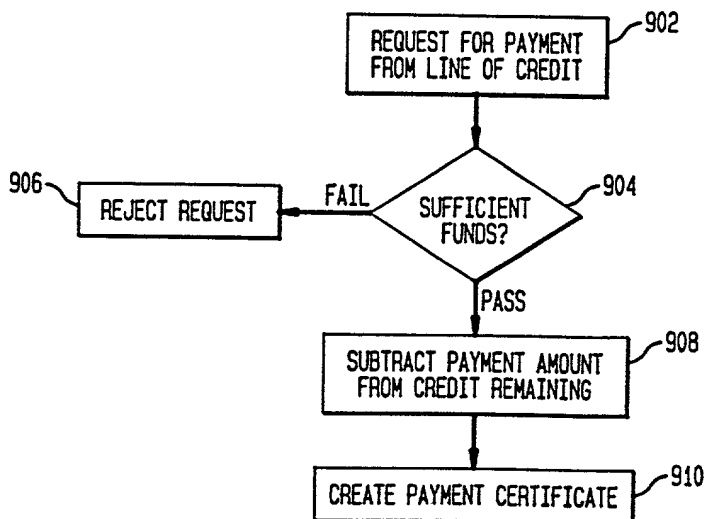 902
REQUEST FOR PAYMENT
FROM LINE OF CREDIT
906
904
REJECT REQUEST
FAIL
SUFFICIENT
FUNDS?
PASS
908
SUBTRACT PAYMENT AMOUNT
FROM CREDIT REMAINING
910
CREATE PAYMENT CERTIFICATE